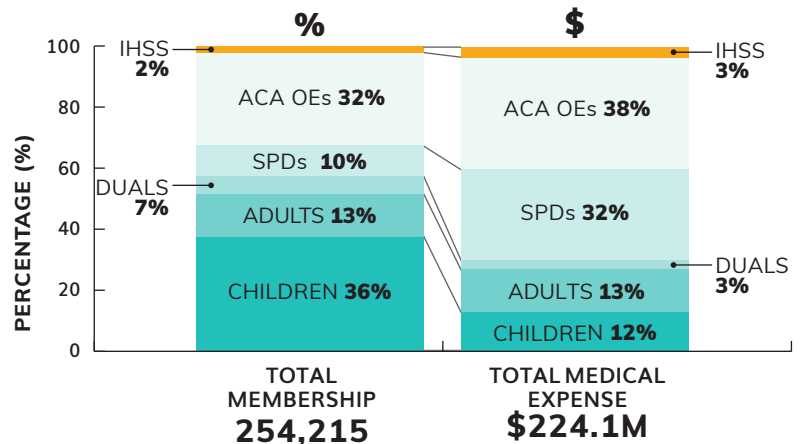 % $
PERCENTAGE (%)
100
80
60
40
20
0
IHSS
2%
ACA OEs 32%
SPDs 10%
DUALS
7%
ADULTS 13%
CHILDREN 36%
IHSS
3%
ACA OEs 38%
SPDs 32%
DUALS
3%
ADULTS 13%
CHILDREN 12%
TOTAL
MEMBERSHIP
254,215
TOTAL MEDICAL
EXPENSE
$224.1M